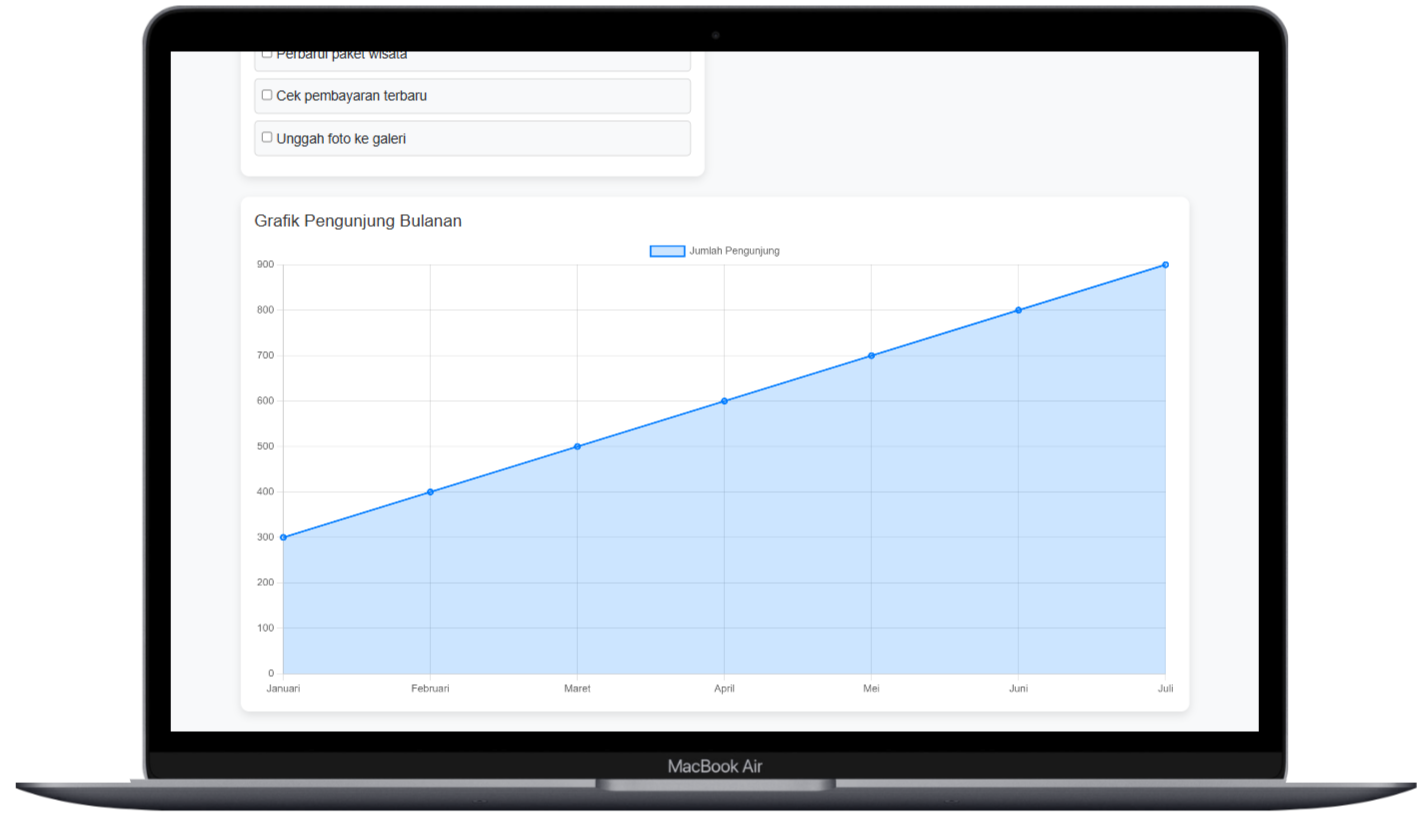 Perbarui paket wisata
Cek pembayaran terbaru
Unggah foto ke galeri
Grafik Pengunjung Bulanan
Jumlah Pengunjung
900
800
700
600
500
400
300
200
100
0
Januari Februari Maret April Mei Juni Juli
MacBook Air